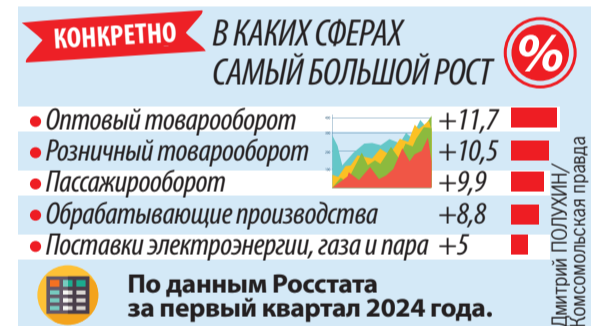 КОНКРЕТНО
В КАКИХ СФЕРАХ
САМЫЙ БОЛЬШОЙ РОСТ
%
• Оптовый товарооборот +11,7
• Розничный товарооборот +10,5
• Пассажирооборот +9,9
• Обрабатывающие производства +8,8
• Поставки электроэнергии, газа и пара +5
По данным Росстата
за первый квартал 2024 года.
Дмитрий ПОЛУХИН/
Комсомольская правда